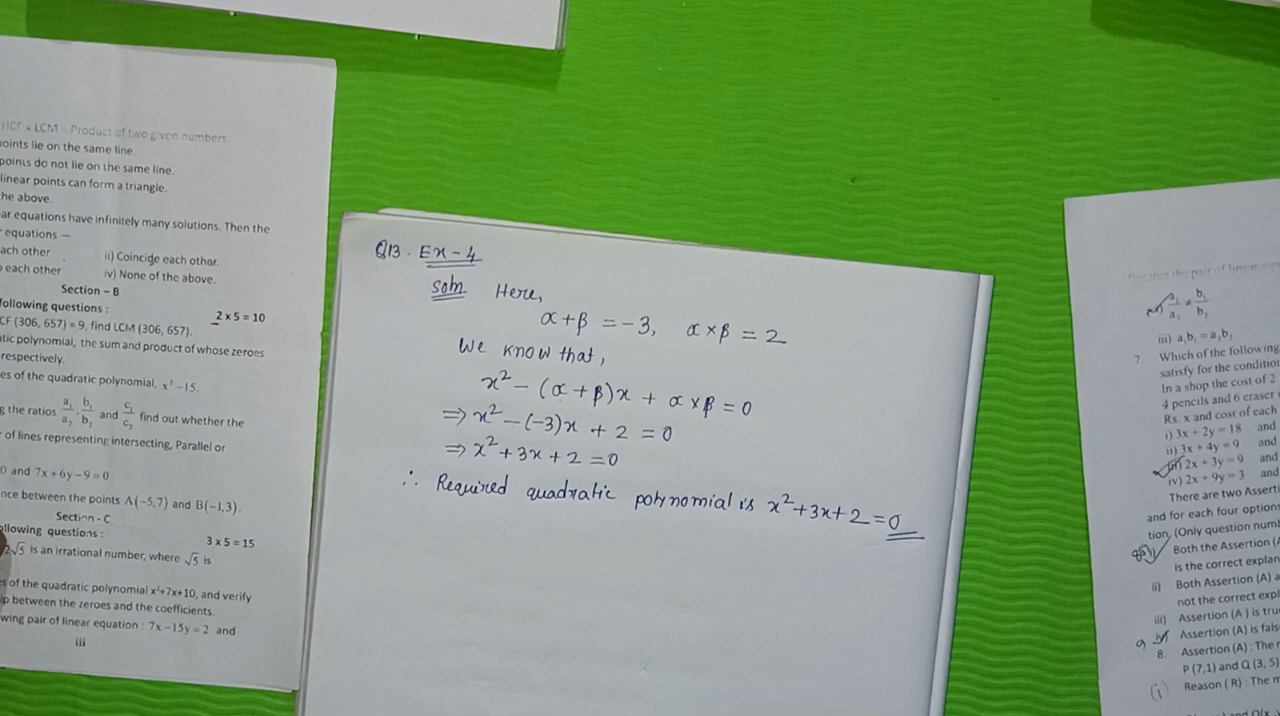 HCF x LCM = Product of two given numbers.
points lie on the same line.
points do not lie on the same line.
linear points can form a triangle.
he above.
ar equations have infinitely many solutions. Then the
equations —
ach other ii) Coincide each other.
each other iv) None of the above.
Section – B
following questions : 2 x 5 = 10
CF (306, 657) = 9, find LCM (306, 657).
atic polynomial, the sum and product of whose zeroes
respectively.
es of the quadratic polynomial, x² – 15.
g the ratios a₁/a₂, b₁/b₂ and c₁/c₂ find out whether the
of lines representing intersecting, Parallel or
0 and 7x + 6y – 9 = 0
nce between the points A(–5,7) and B(–1,3).
Section - C
ollowing questions : 3 x 5 = 15
2√5 is an irrational number, where √5 is
es of the quadratic polynomial x²+7x+10, and verify
ip between the zeroes and the coefficients.
wing pair of linear equation : 7x – 15y = 2 and
iii
Q13. Ex-4
Soln Here,
α+β = -3, α×β = 2
We know that,
x² - (α+β)x + α×β = 0
⇒ x² - (-3)x + 2 = 0
⇒ x² + 3x + 2 = 0
∴ Required quadratic polynomial is x²+3x+2=0
the pair of linear
a₁/a₂ ≠ b₁/b₂
iii) a₁b₁ = a₂b₂
7. Which of the following
satisfy for the condition
In a shop the cost of 2
4 pencils and 6 eraser
Rs. x and cost of each
i) 3x + 2y = 18 and
ii) 3x + 4y = 9 and
iii) 2x + 3y = 9 and
iv) 2x + 9y = 3 and
There are two Asserti
and for each four options
tion. (Only question num
Both the Assertion (A
is the correct explan
ii) Both Assertion (A) a
not the correct expl
iii) Assertion (A) is tru
iv) Assertion (A) is fals
8. Assertion (A) : The
P (7,1) and Q (3, 5)
(i) Reason ( R) : The m